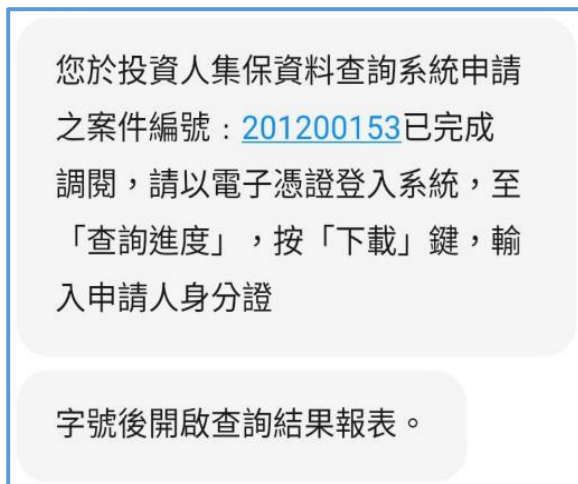 您於投資人集保資料查詢系統申請
之案件編號：201200153已完成
調閱，請以電子憑證登入系統，至
「查詢進度」，按「下載」鍵，輸
入申請人身分證
字號後開啟查詢結果報表。